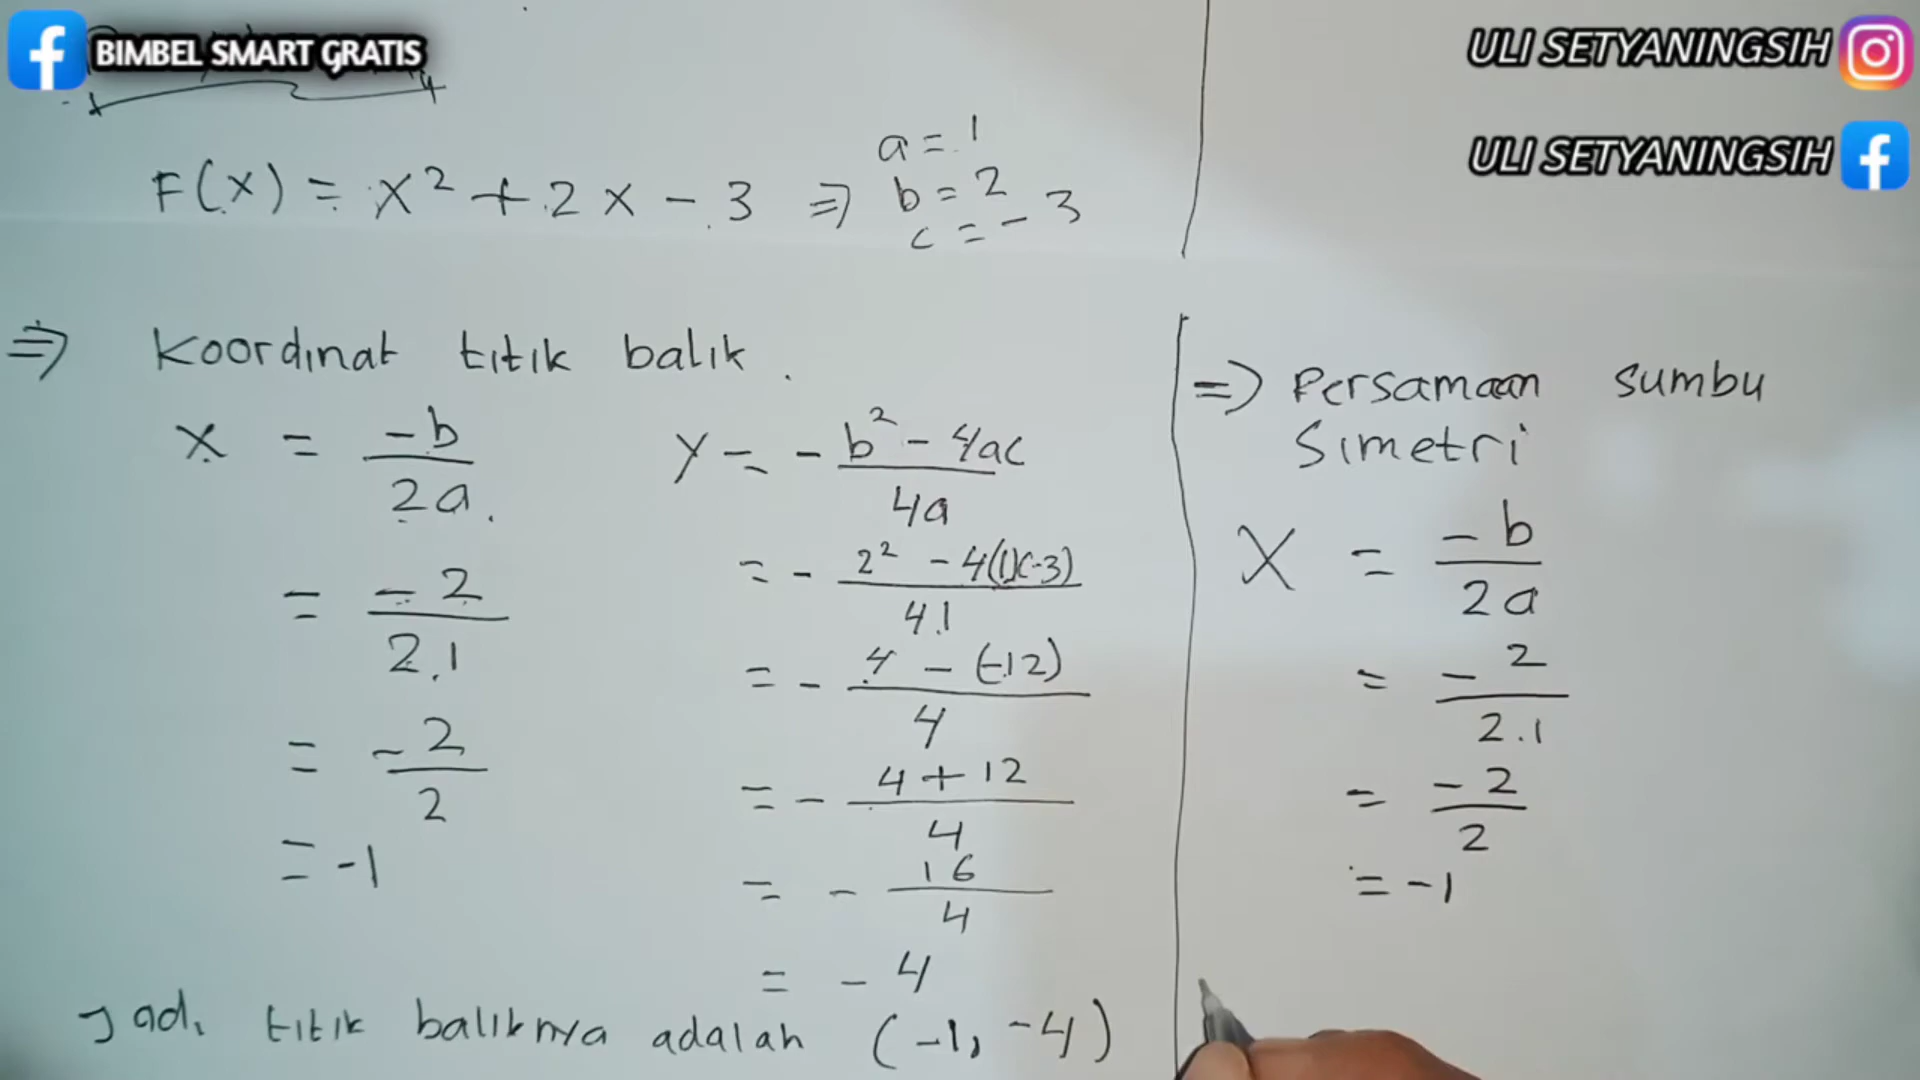 BIMBEL SMART GRATIS
ULI SETYANINGSIH
ULI SETYANINGSIH
F(x) = x² + 2x - 3 ⇒ a = 1
b = 2
c = -3
⇒ Koordinat titik balik.
x = -b/2a
= -2/2.1
= -2/2
= -1
y = - b² - 4ac/4a
= - 2² - 4(1)(-3)/4.1
= - 4 - (-12)/4
= - 4 + 12/4
= - 16/4
= - 4
Jadi titik baliknya adalah (-1, -4)
⇒ Persamaan sumbu
Simetri
X = -b/2a
= -2/2.1
= -2/2
= -1